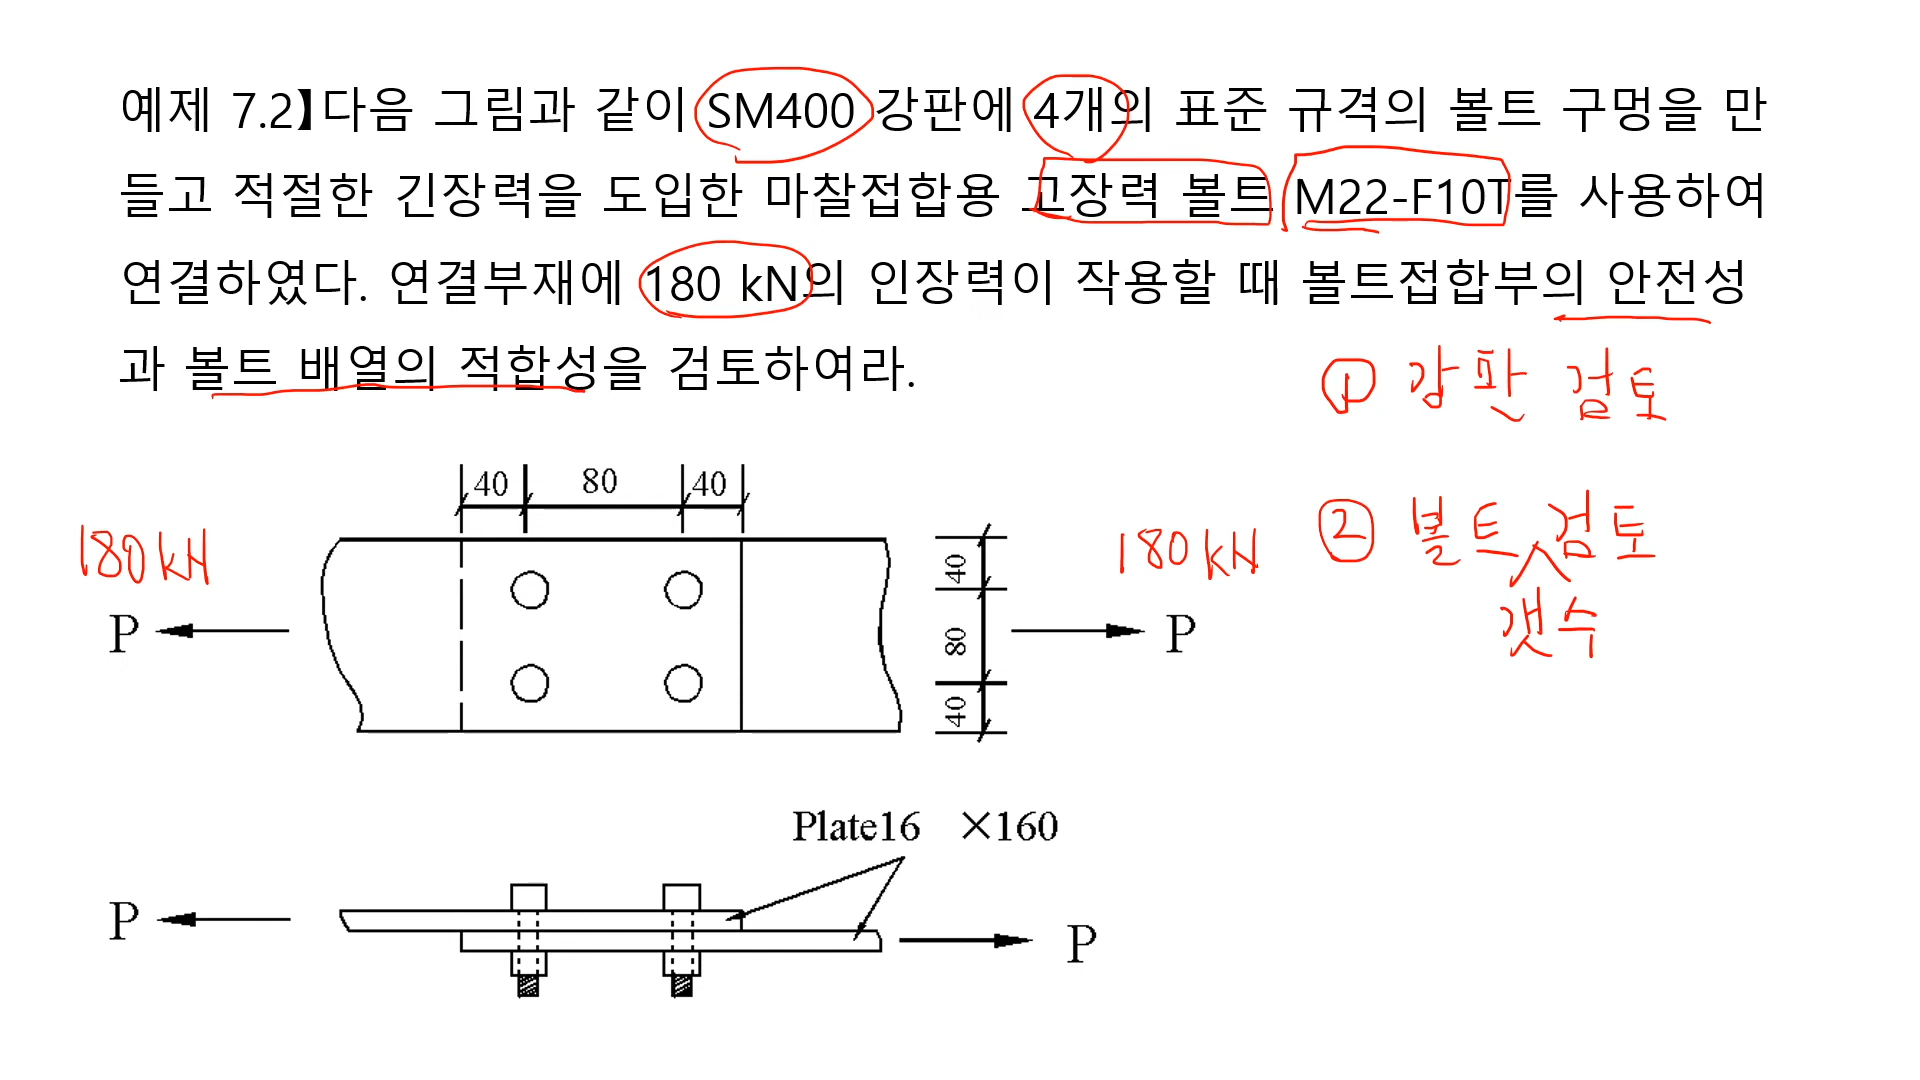 예제 7.2】다음 그림과 같이 SM400 강판에 4개의 표준 규격의 볼트 구멍을 만
들고 적절한 긴장력을 도입한 마찰접합용 고장력 볼트 M22-F10T를 사용하여
연결하였다. 연결부재에 180 kN의 인장력이 작용할 때 볼트접합부의 안전성
과 볼트 배열의 적합성을 검토하여라.
① 강판 검토
② 볼트 검토
갯수
40 80 40
180kN
180kN
40
80
40
P
P
Plate16 ×160
P
P